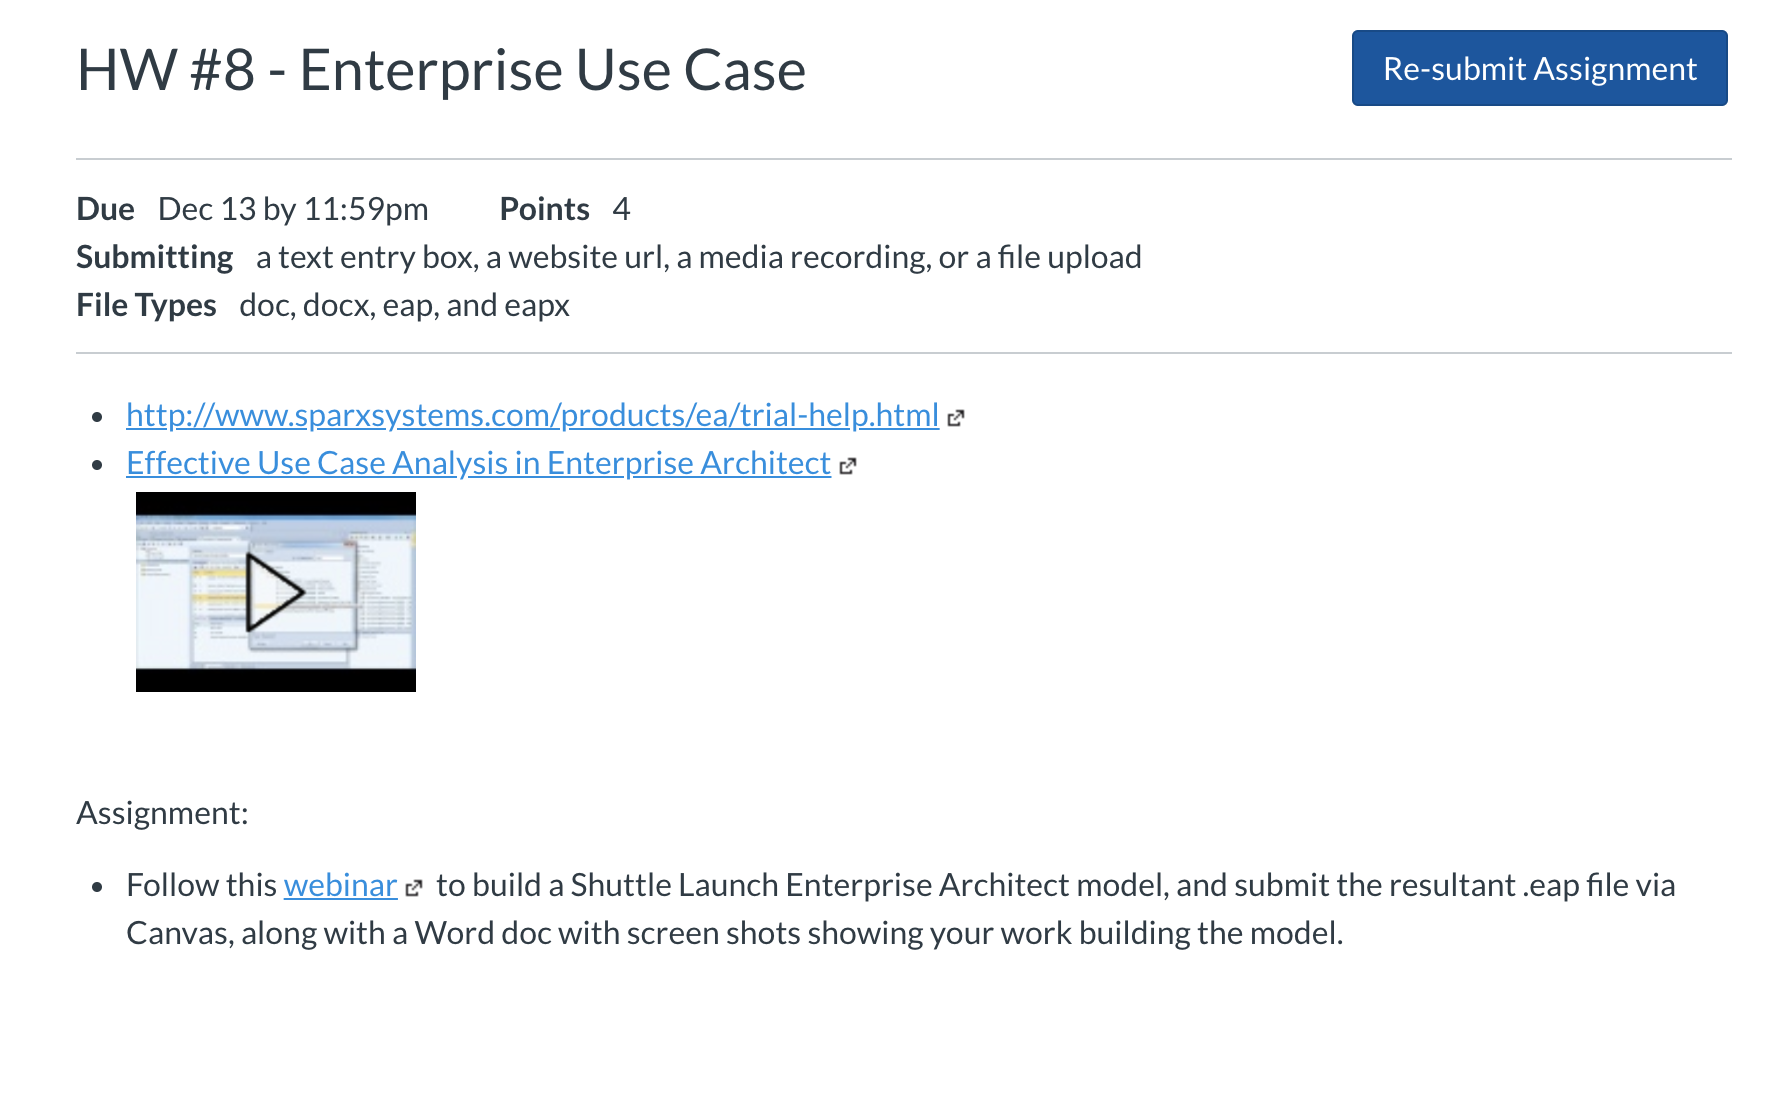 HW #8 - Enterprise Use Case
Re-submit Assignment
Due Dec 13 by 11:59pm Points 4
Submitting a text entry box, a website url, a media recording, or a file upload
File Types doc, docx, eap, and eapx
• http://www.sparxsystems.com/products/ea/trial-help.html
• Effective Use Case Analysis in Enterprise Architect
Assignment:
• Follow this webinar to build a Shuttle Launch Enterprise Architect model, and submit the resultant .eap file via
Canvas, along with a Word doc with screen shots showing your work building the model.